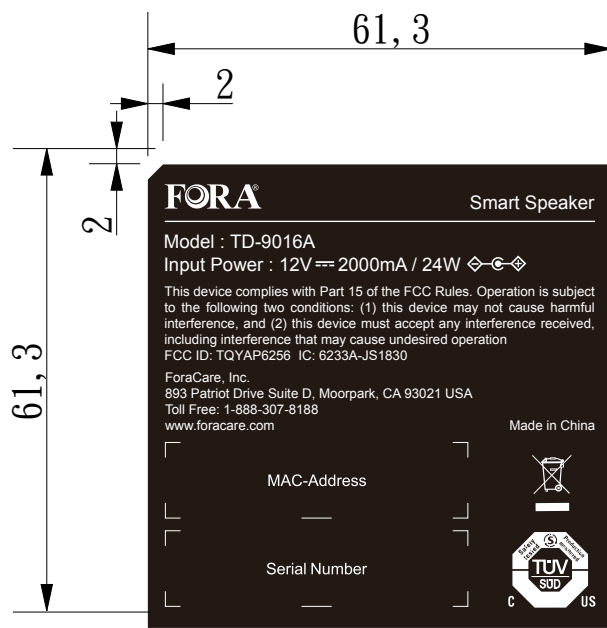 61,3
2
2
61,3
FORA®
Smart Speaker
Model : TD-9016A
Input Power : 12V⎓2000mA / 24W
This device complies with Part 15 of the FCC Rules. Operation is subject
to the following two conditions: (1) this device may not cause harmful
interference, and (2) this device must accept any interference received,
including interference that may cause undesired operation
FCC ID: TQYAP6256 IC: 6233A-JS1830
ForaCare, Inc.
893 Patriot Drive Suite D, Moorpark, CA 93021 USA
Toll Free: 1-888-307-8188
www.foracare.com
Made in China
MAC-Address
Serial Number
Safety tested
S
Production monitored
TÜV
SÜD
C US